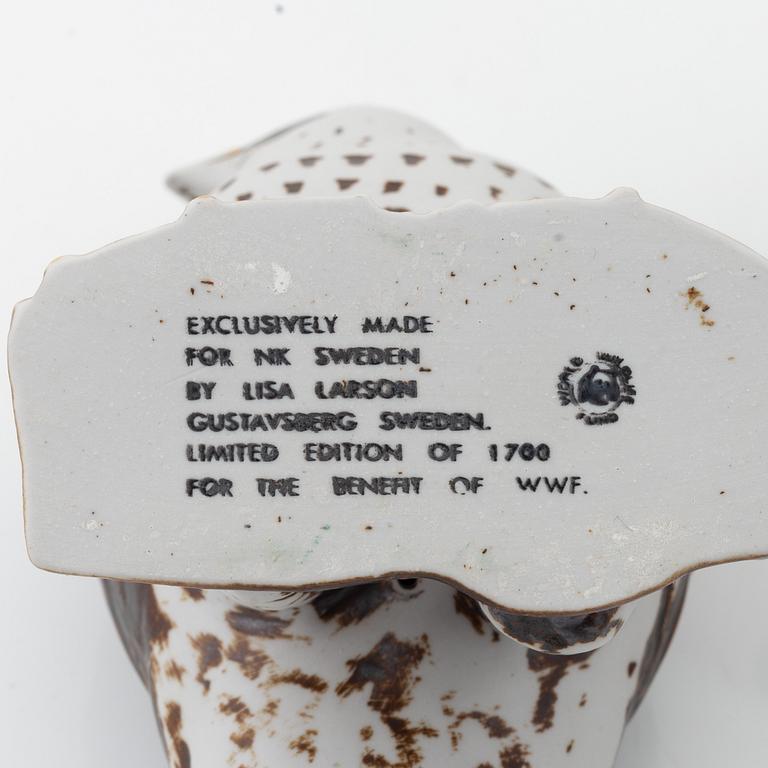 EXCLUSIVELY MADE
FOR NK SWEDEN
BY LISA LARSON
GUSTAVSBERG SWEDEN.
LIMITED EDITION OF 1700
FOR THE BENEFIT OF WWF.
FUND